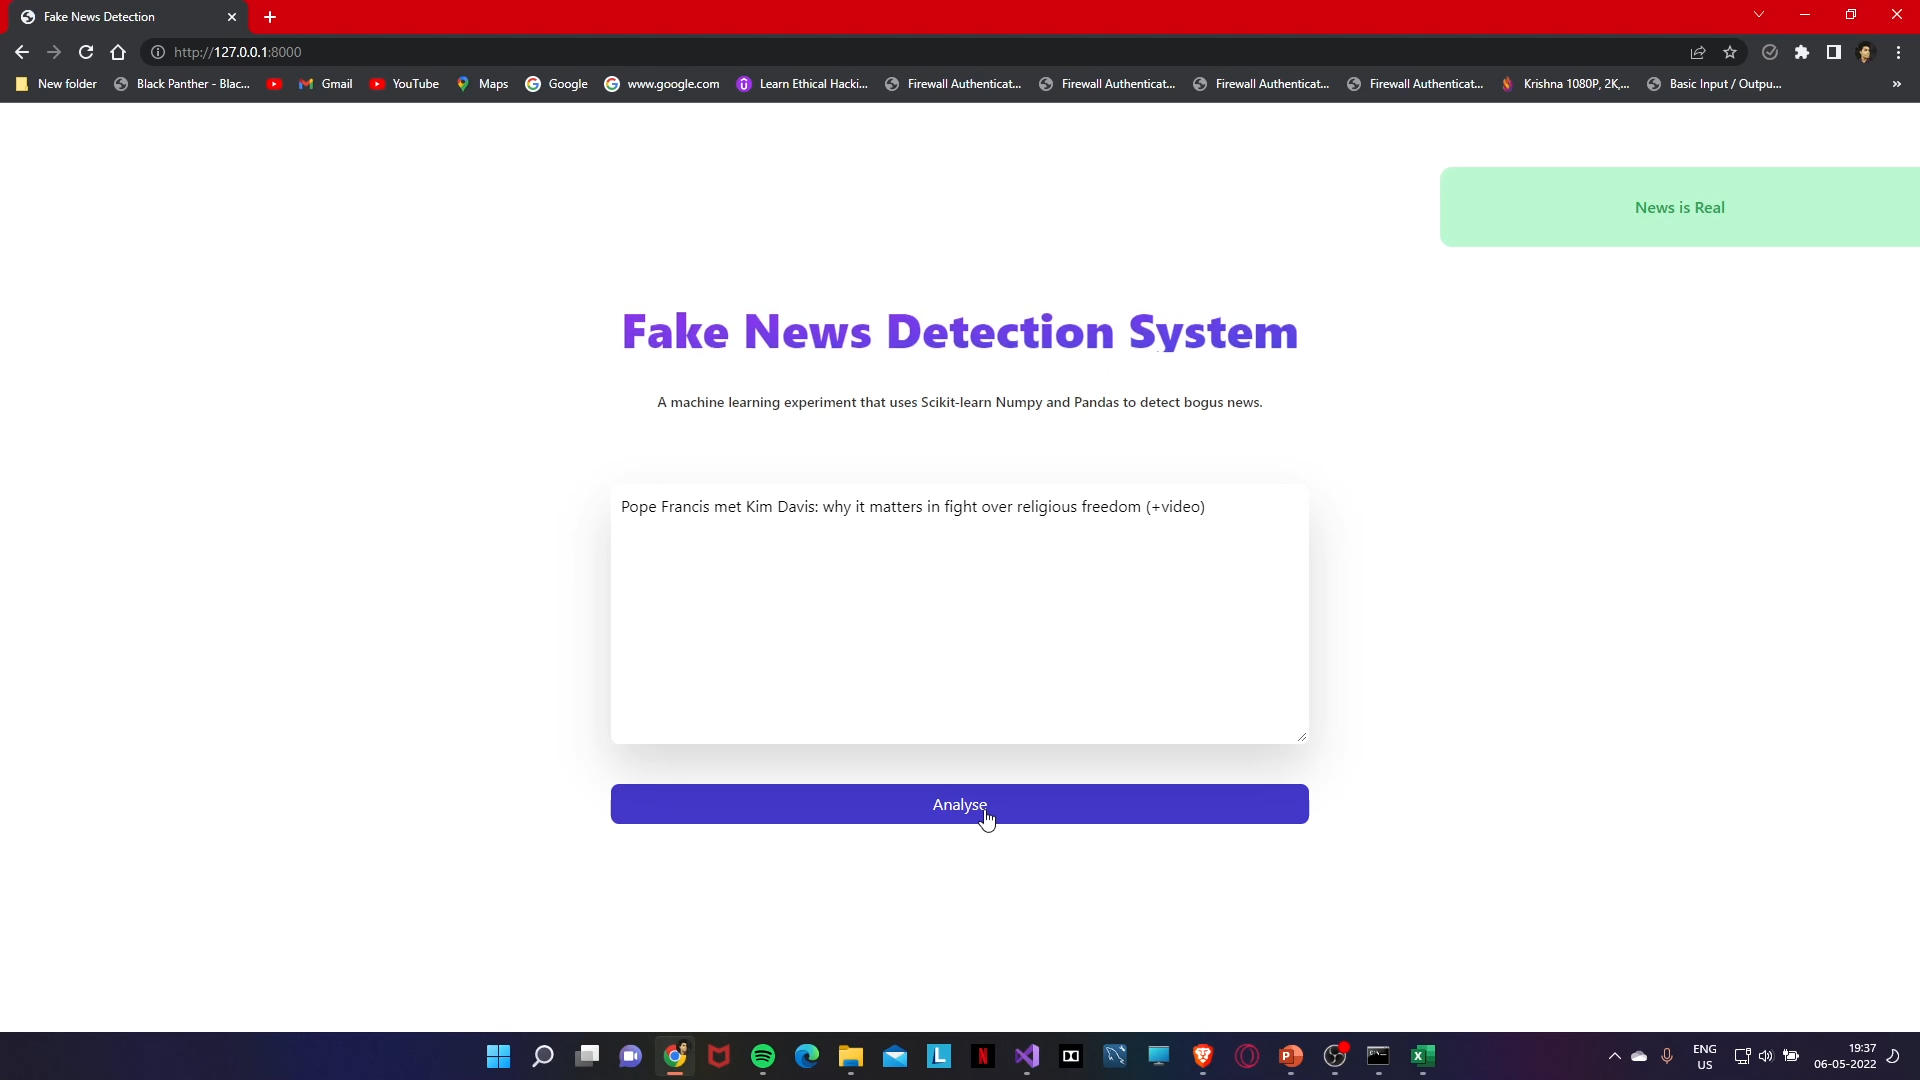 Fake News Detection
http://127.0.0.1:8000
New folder
Black Panther - Blac...
Gmail
YouTube
Maps
Google
www.google.com
Learn Ethical Hacki...
Firewall Authenticat...
Firewall Authenticat...
Firewall Authenticat...
Firewall Authenticat...
Krishna 1080P, 2K,...
Basic Input / Outpu...
News is Real
Fake News Detection System
A machine learning experiment that uses Scikit-learn Numpy and Pandas to detect bogus news.
Pope Francis met Kim Davis: why it matters in fight over religious freedom (+video)
Analyse
ENG
US
19:37
06-05-2022